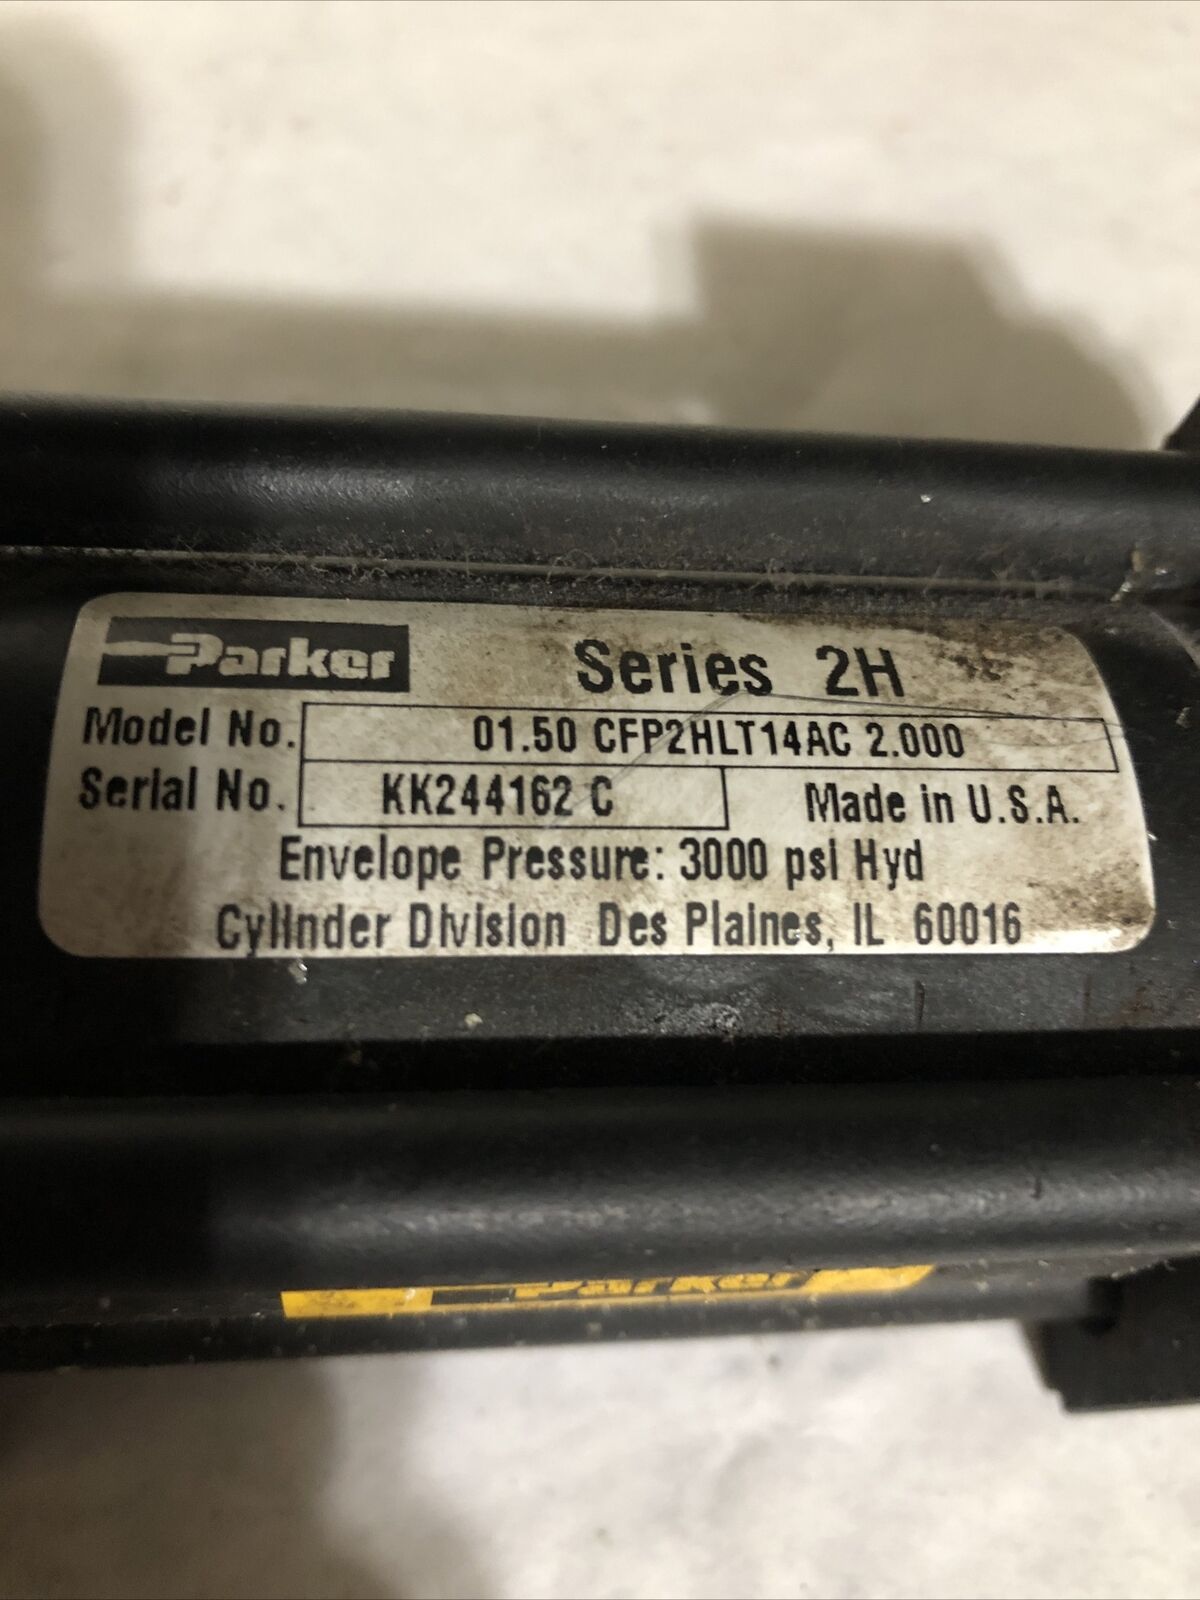 Parker Series 2H
Model No. 01.50 CFP2HLT14AC 2.000
Serial No. KK244162 C Made in U.S.A.
Envelope Pressure: 3000 psi Hyd
Cylinder Division Des Plaines, IL 60016
Parker